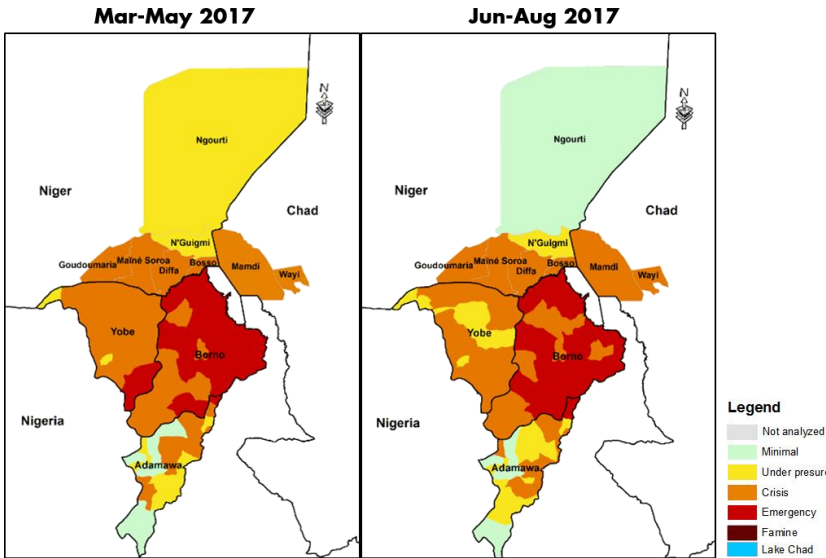 Mar-May 2017
Jun-Aug 2017
N
Ngourti
Niger
Chad
N'Guigmi
Goudoumaria
Maïné Soroa
Diffa
Bosso
Mamdi
Wayi
Yobe
Borno
Nigeria
Adamawa
N
Ngourti
Niger
Chad
N'Guigmi
Goudoumaria
Maïné Soroa
Diffa
Bosso
Mamdi
Wayi
Yobe
Borno
Nigeria
Adamawa
Legend
Not analyzed
Minimal
Under presure
Crisis
Emergency
Famine
Lake Chad